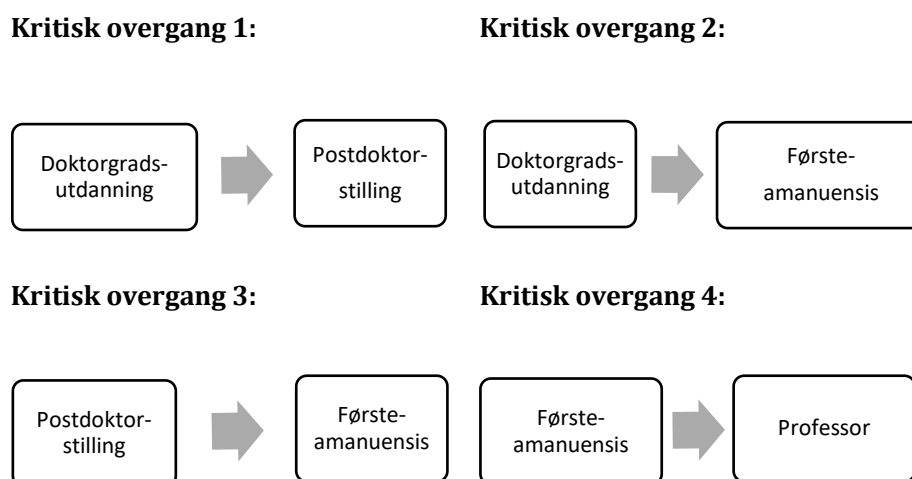 Kritisk overgang 1:
Kritisk overgang 2:
Doktorgrads-
utdanning
Postdoktor-
stilling
Doktorgrads-
utdanning
Første-
amanuensis
Kritisk overgang 3:
Kritisk overgang 4:
Postdoktor-
stilling
Første-
amanuensis
Første-
amanuensis
Professor